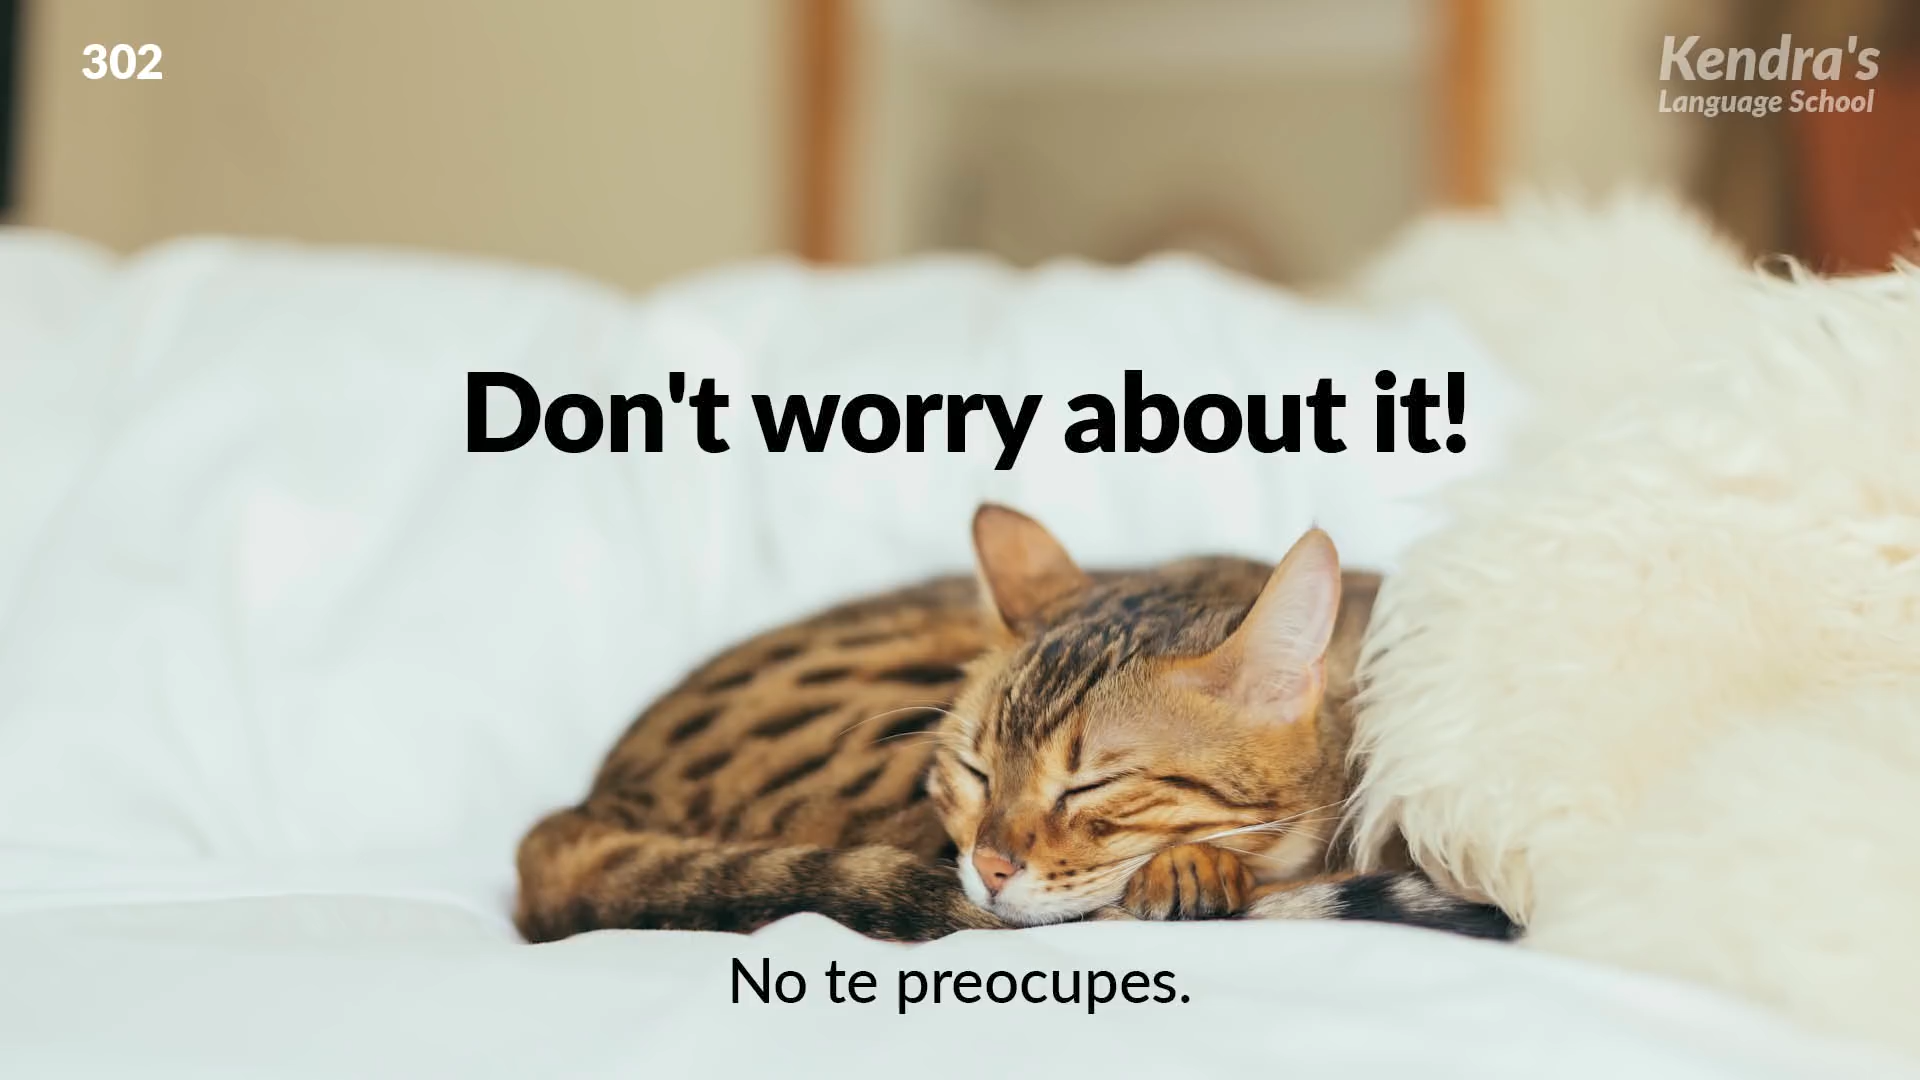 302
Kendra's
Language School
Don't worry about it!
No te preocupes.